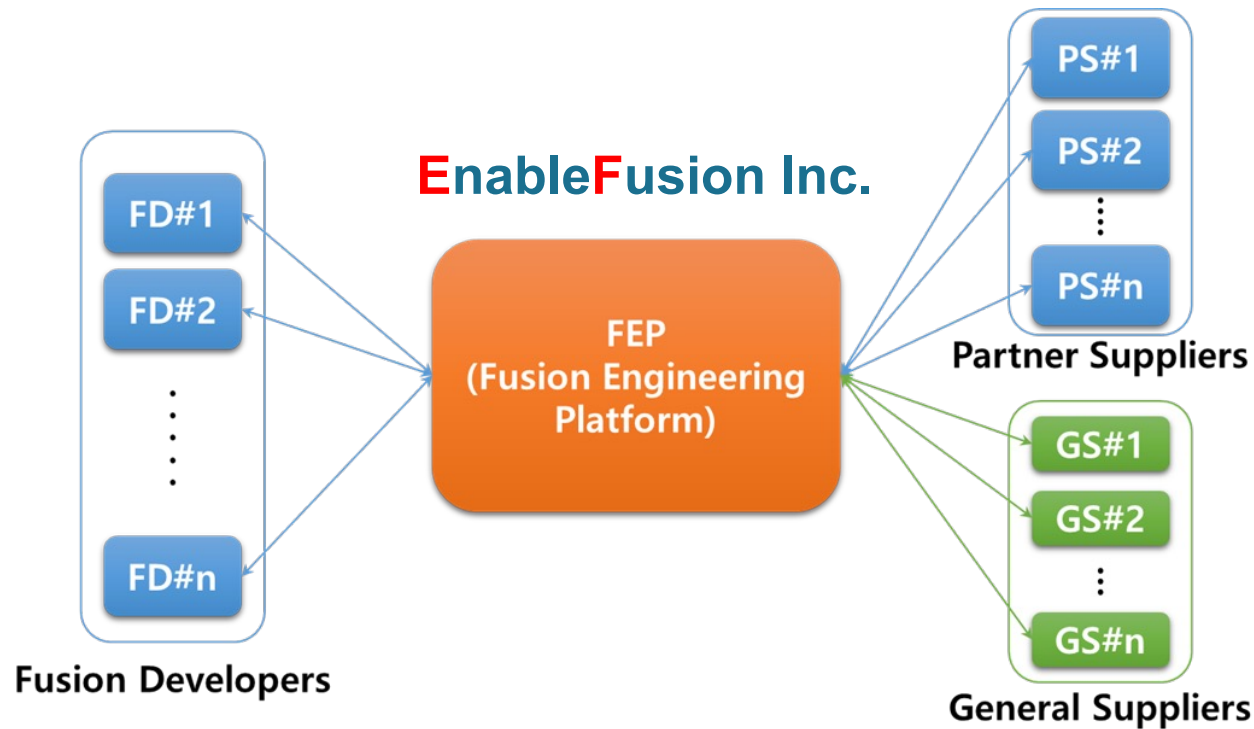 EnableFusion Inc.
FD#1
FD#2
FD#n
Fusion Developers
FEP
(Fusion Engineering
Platform)
PS#1
PS#2
PS#n
Partner Suppliers
GS#1
GS#2
GS#n
General Suppliers